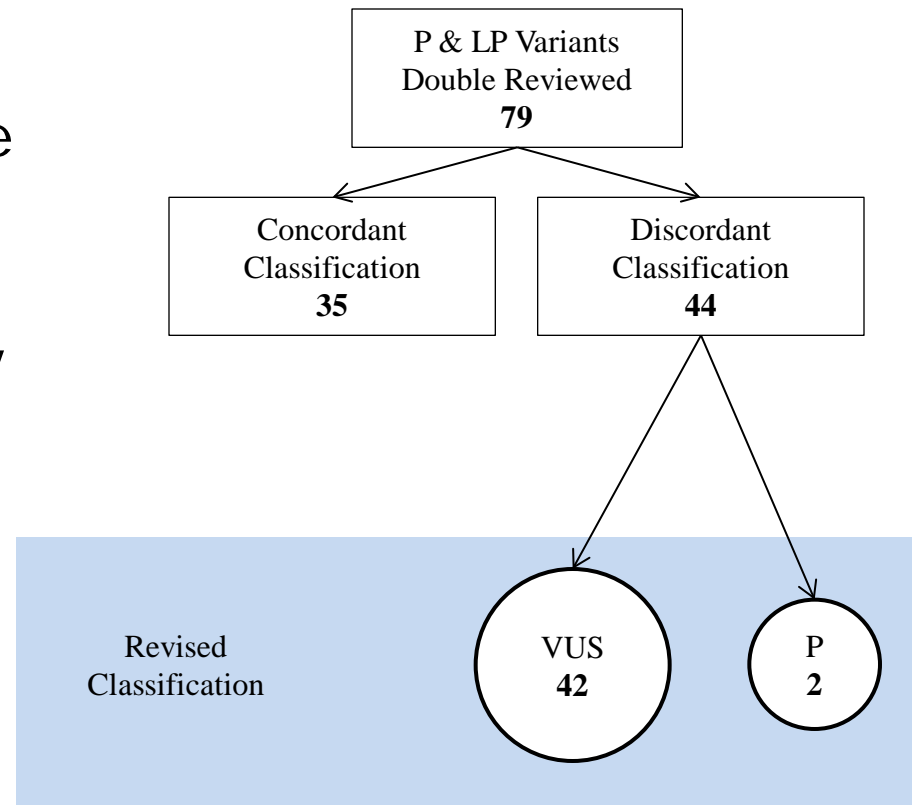 P & LP Variants
Double Reviewed
79
e
Concordant
Classification
35
Discordant
Classification
44
y
Revised
Classification
VUS
42
P
2